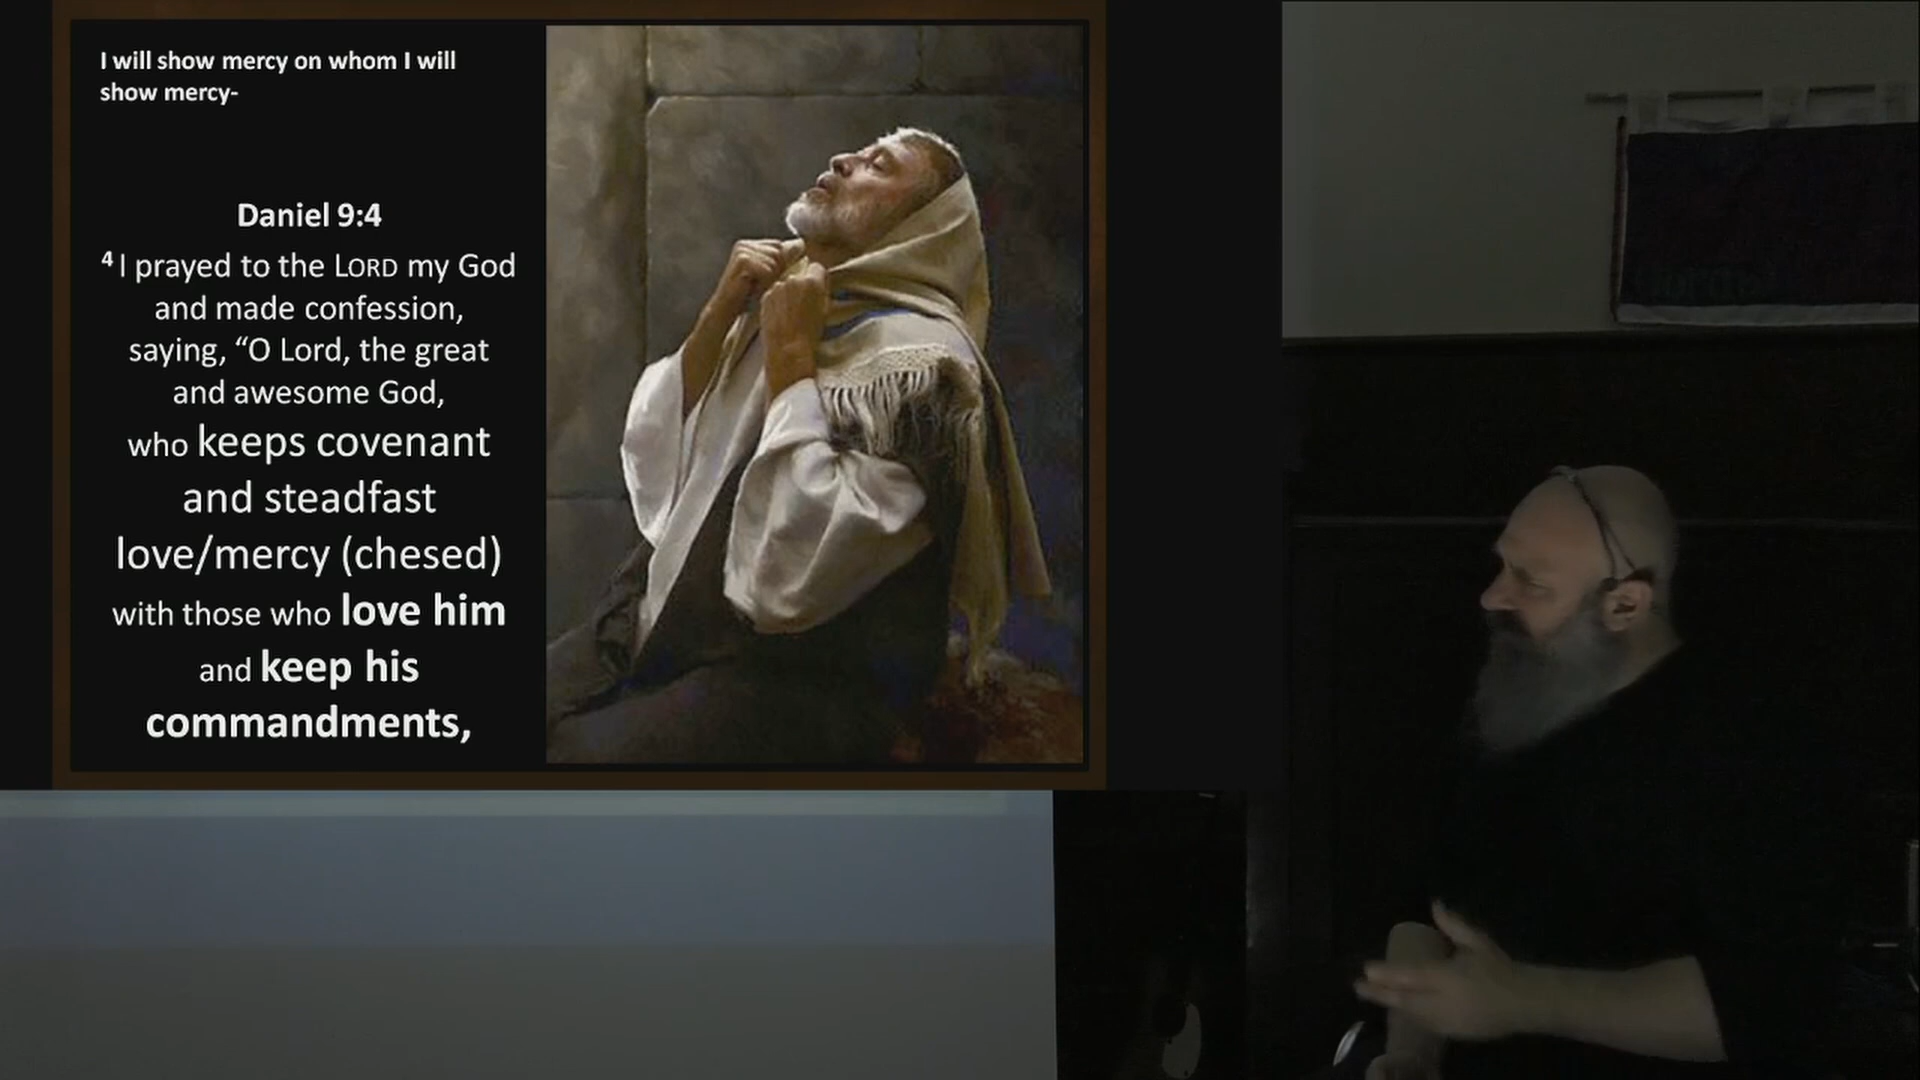 I will show mercy on whom I will
show mercy-
Daniel 9:4
4 I prayed to the LORD my God
and made confession,
saying, “O Lord, the great
and awesome God,
who keeps covenant
and steadfast
love/mercy (chesed)
with those who love him
and keep his
commandments,